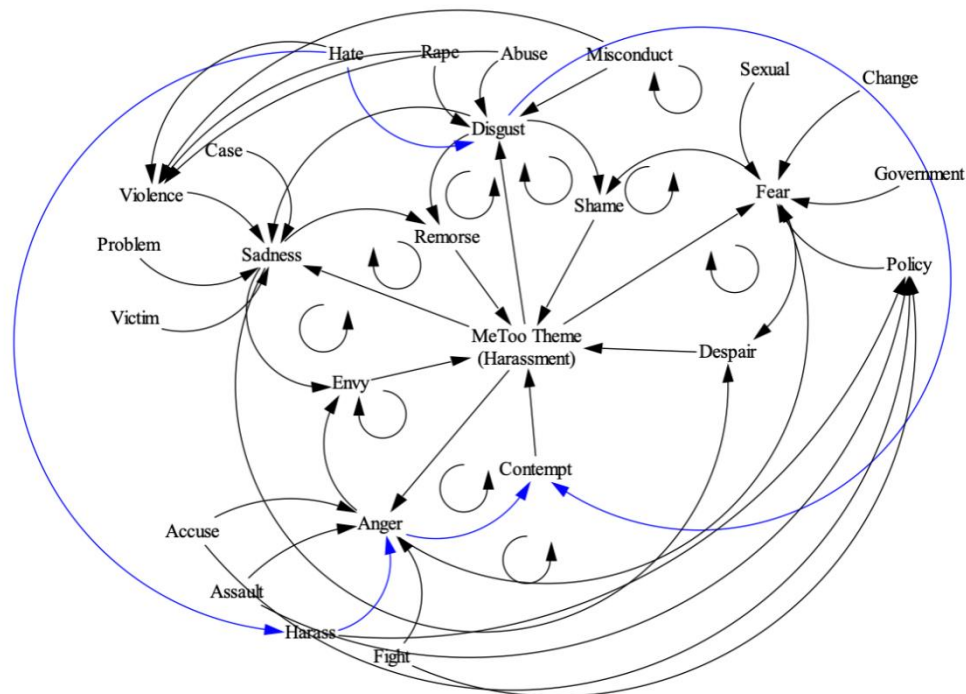 Hate
Rape
Abuse
Misconduct
Sexual
Change
Disgust
Case
Violence
Shame
Fear
Government
Problem
Sadness
Remorse
Policy
Victim
MeToo Theme
(Harassment)
Despair
Envy
Contempt
Accuse
Anger
Assault
Harass
Fight